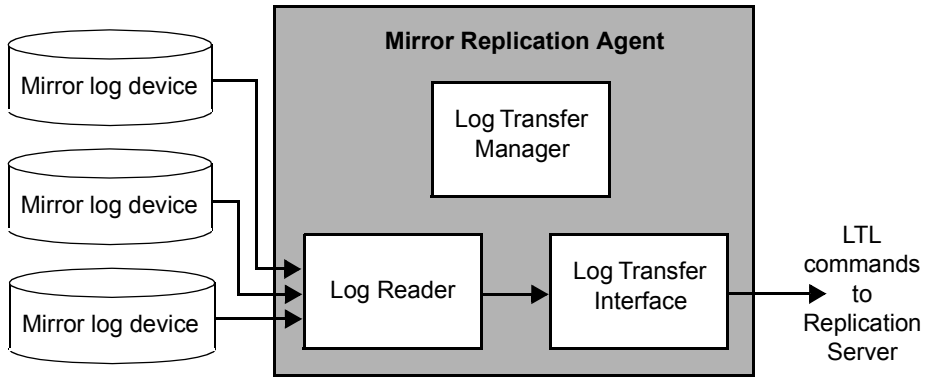 Mirror Replication Agent
Mirror log device
Log Transfer
Manager
Mirror log device
Log Reader
Log Transfer
Interface
Mirror log device
LTL
commands
to
Replication
Server